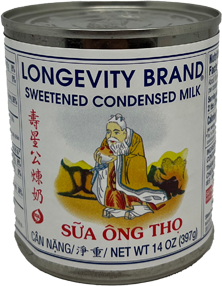 LONGEVITY BRAND
SWEETENED CONDENSED MILK
壽星公煉奶
SỮA ÔNG THỌ
CÂN NẶNG/淨重/ NET WT 14 OZ (397g)